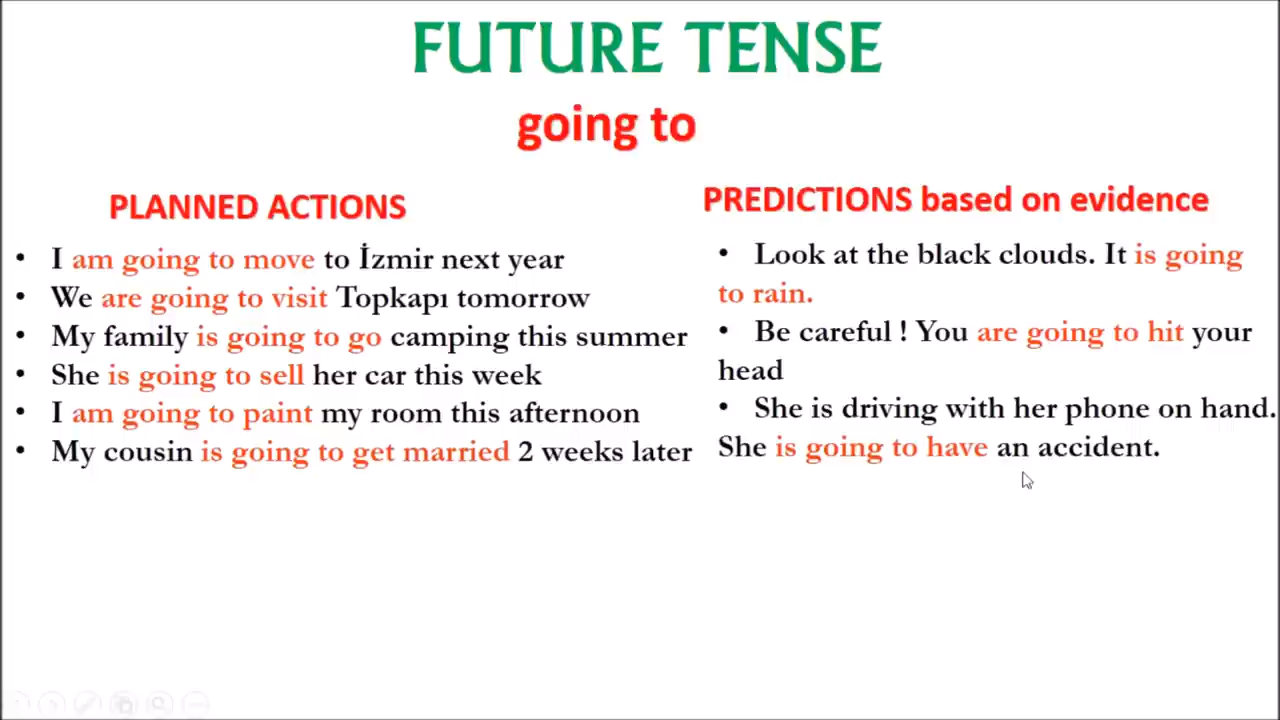 FUTURE TENSE
going to
PLANNED ACTIONS
• I am going to move to İzmir next year
• We are going to visit Topkapı tomorrow
• My family is going to go camping this summer
• She is going to sell her car this week
• I am going to paint my room this afternoon
• My cousin is going to get married 2 weeks later
PREDICTIONS based on evidence
• Look at the black clouds. It is going
to rain.
• Be careful ! You are going to hit your
head
• She is driving with her phone on hand.
She is going to have an accident.